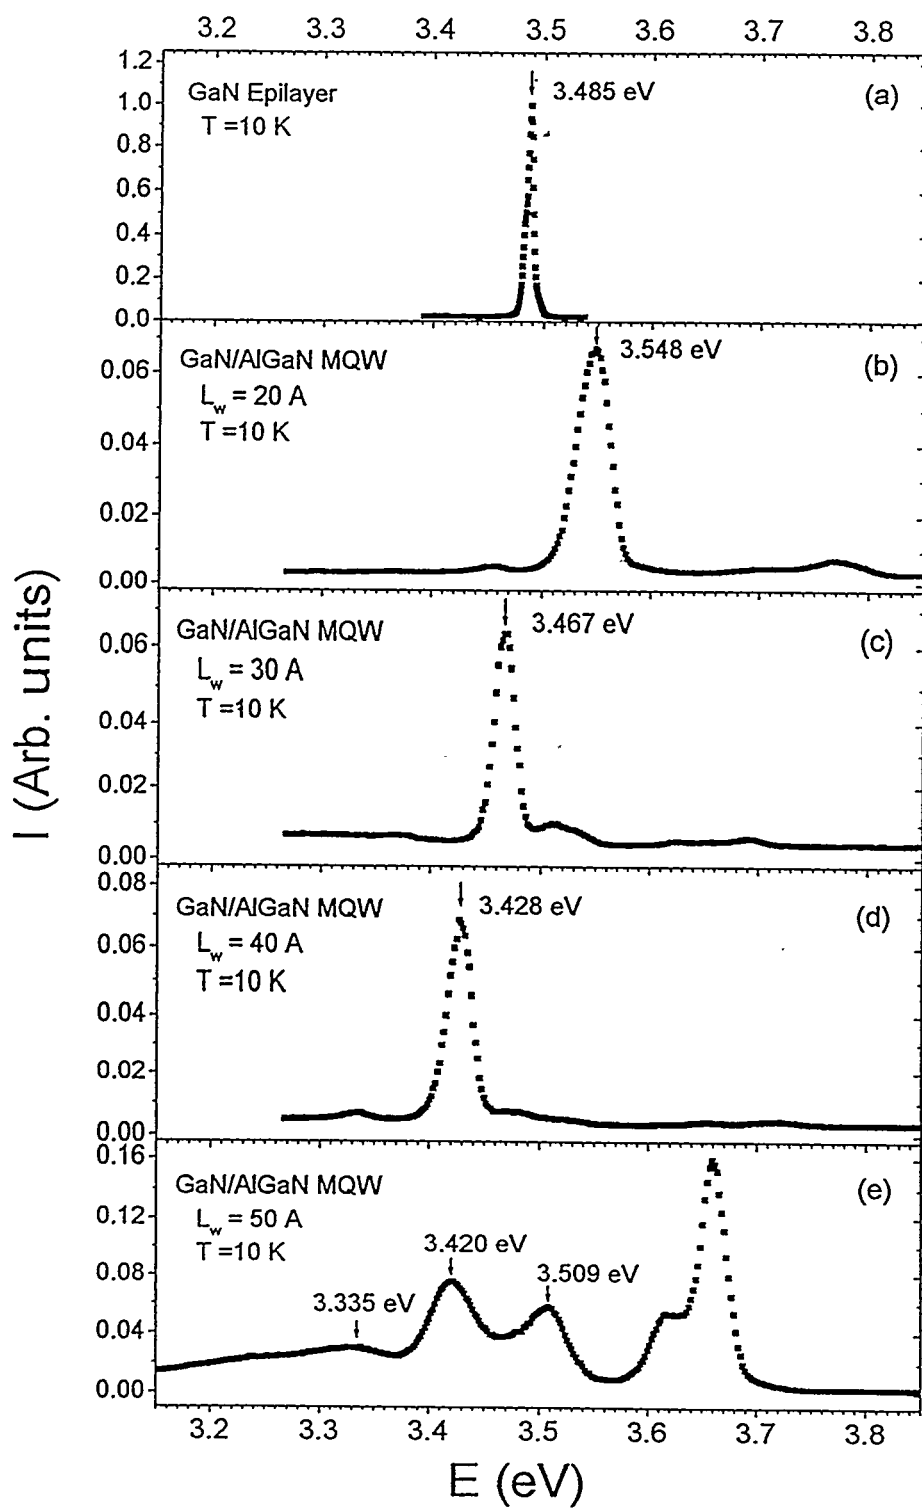 3.2 3.3 3.4 3.5 3.6 3.7 3.8
1.2
1.0
0.8
0.6
0.4
0.2
0.0
GaN Epilayer
T =10 K
3.485 eV
(a)
0.06
0.04
0.02
0.00
GaN/AlGaN MQW
Lw = 20 A
T =10 K
3.548 eV
(b)
0.06
0.04
0.02
0.00
GaN/AlGaN MQW
Lw = 30 A
T =10 K
3.467 eV
(c)
0.08
0.06
0.04
0.02
0.00
GaN/AlGaN MQW
Lw = 40 A
T =10 K
3.428 eV
(d)
0.16
0.12
0.08
0.04
0.00
GaN/AlGaN MQW
Lw = 50 A
T =10 K
3.335 eV
3.420 eV
3.509 eV
(e)
3.2 3.3 3.4 3.5 3.6 3.7 3.8
E (eV)
I (Arb. units)